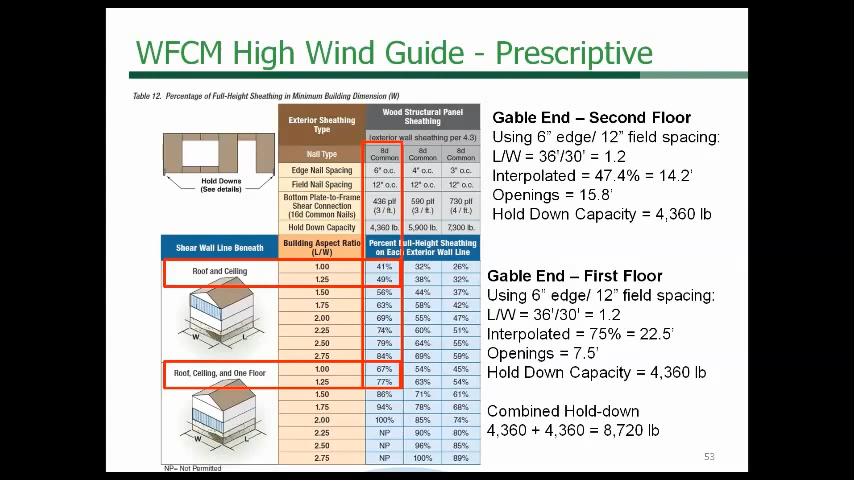 WFCM High Wind Guide - Prescriptive
Table 12. Percentage of Full-Height Sheathing in Minimum Building Dimension (W)
Hold Downs
(See details)
Exterior Sheathing Type
Wood Structural Panel Sheathing
(exterior wall sheathing per 4.3)
Nail Type 8d Common 8d Common 8d Common
Edge Nail Spacing 6" o.c. 4" o.c. 3" o.c.
Field Nail Spacing 12" o.c. 12" o.c. 12" o.c.
Bottom Plate-to-Frame Shear Connection (16d Common Nails) 436 plf (3 / ft.) 590 plf (3 / ft.) 730 plf (4 / ft.)
Hold Down Capacity 4,360 lb. 5,900 lb. 7,300 lb.
Shear Wall Line Beneath Building Aspect Ratio (L/W) Percent Full-Height Sheathing on Each Exterior Wall Line
Roof and Ceiling
1.00 41% 32% 26%
1.25 49% 38% 32%
1.50 56% 44% 37%
1.75 63% 58% 42%
2.00 69% 55% 47%
2.25 74% 60% 51%
2.50 79% 64% 55%
2.75 84% 69% 59%
W L
Roof, Ceiling, and One Floor
1.00 67% 54% 45%
1.25 77% 63% 54%
1.50 86% 71% 61%
1.75 94% 78% 68%
2.00 100% 85% 74%
2.25 NP 90% 80%
2.50 NP 96% 85%
2.75 NP 100% 89%
W L
NP= Not Permitted
Gable End – Second Floor
Using 6” edge/ 12” field spacing:
L/W = 36’/30’ = 1.2
Interpolated = 47.4% = 14.2’
Openings = 15.8’
Hold Down Capacity = 4,360 lb
Gable End – First Floor
Using 6” edge/ 12” field spacing:
L/W = 36’/30’ = 1.2
Interpolated = 75% = 22.5’
Openings = 7.5’
Hold Down Capacity = 4,360 lb
Combined Hold-down
4,360 + 4,360 = 8,720 lb
53